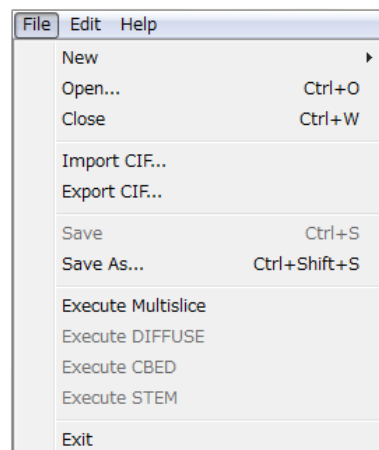 File Edit Help
New
Open... Ctrl+O
Close Ctrl+W
Import CIF...
Export CIF...
Save Ctrl+S
Save As... Ctrl+Shift+S
Execute Multislice
Execute DIFFUSE
Execute CBED
Execute STEM
Exit